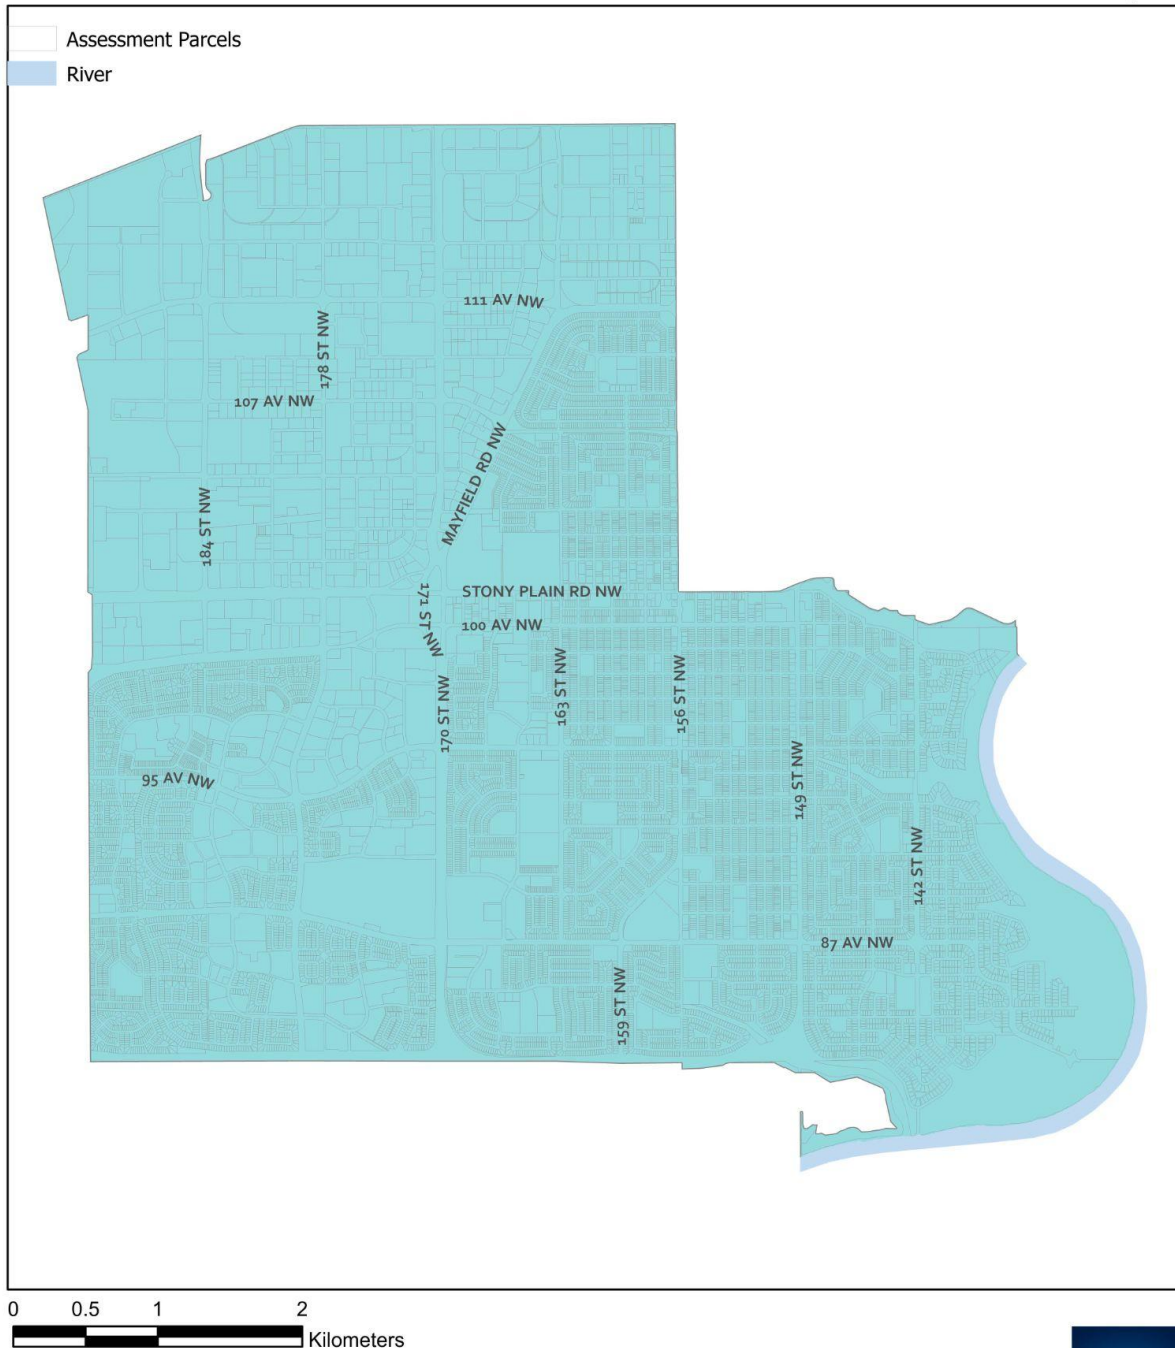 Assessment Parcels
River
111 AV NW
178 ST NW
107 AV NW
MAYFIELD RD NW
184 ST NW
STONY PLAIN RD NW
171 ST NW
100 AV NW
163 ST NW
156 ST NW
170 ST NW
95 AV NW
149 ST NW
142 ST NW
87 AV NW
159 ST NW
0 0.5 1 2
Kilometers